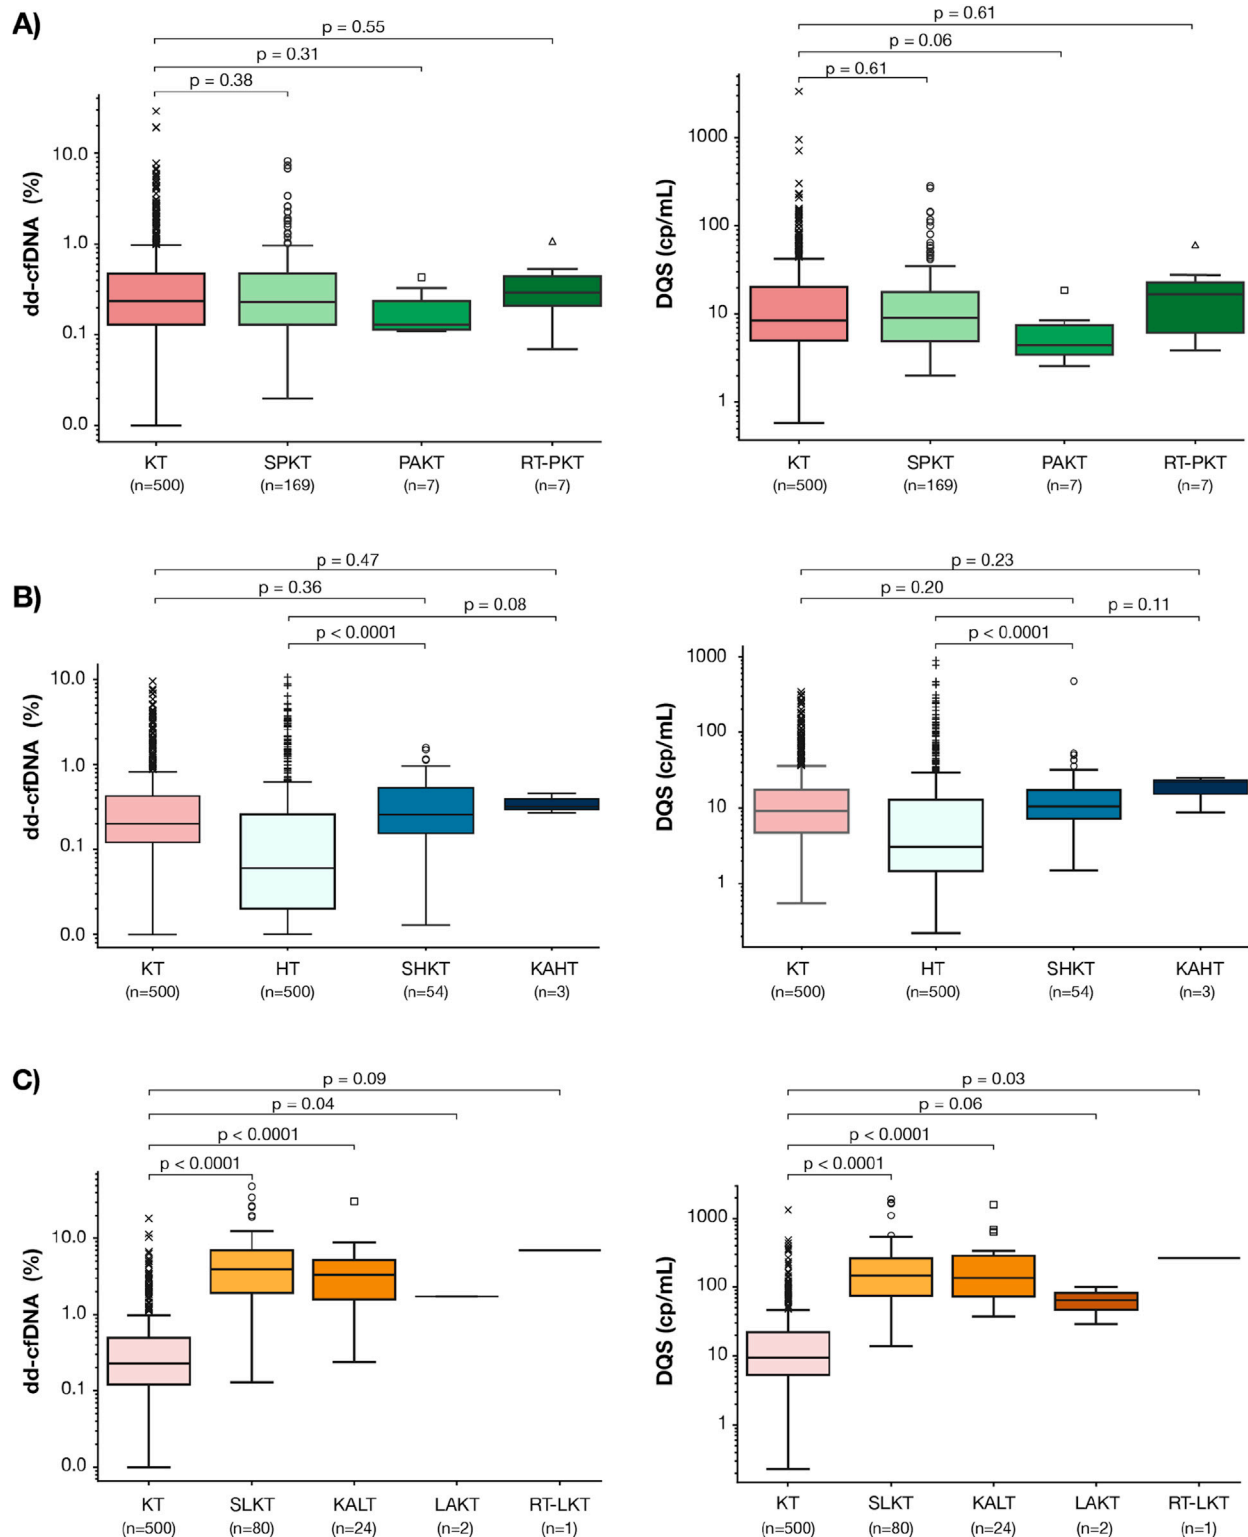 A)
p = 0.55
p = 0.31
p = 0.38
dd-cfDNA (%)
10.0
1.0
0.1
0.0
KT SPKT PAKT RT-PKT
(n=500) (n=169) (n=7) (n=7)
p = 0.61
p = 0.06
p = 0.61
DQS (cp/mL)
1000
100
10
1
KT SPKT PAKT RT-PKT
(n=500) (n=169) (n=7) (n=7)
B)
p = 0.47
p = 0.36
p = 0.08
p < 0.0001
dd-cfDNA (%)
10.0
1.0
0.1
0.0
KT HT SHKT KAHT
(n=500) (n=500) (n=54) (n=3)
p = 0.23
p = 0.20
p = 0.11
p < 0.0001
DQS (cp/mL)
1000
100
10
1
KT HT SHKT KAHT
(n=500) (n=500) (n=54) (n=3)
C)
p = 0.09
p = 0.04
p < 0.0001
p < 0.0001
dd-cfDNA (%)
10.0
1.0
0.1
0.0
KT SLKT KALT LAKT RT-LKT
(n=500) (n=80) (n=24) (n=2) (n=1)
p = 0.03
p = 0.06
p < 0.0001
p < 0.0001
DQS (cp/mL)
1000
100
10
1
KT SLKT KALT LAKT RT-LKT
(n=500) (n=80) (n=24) (n=2) (n=1)